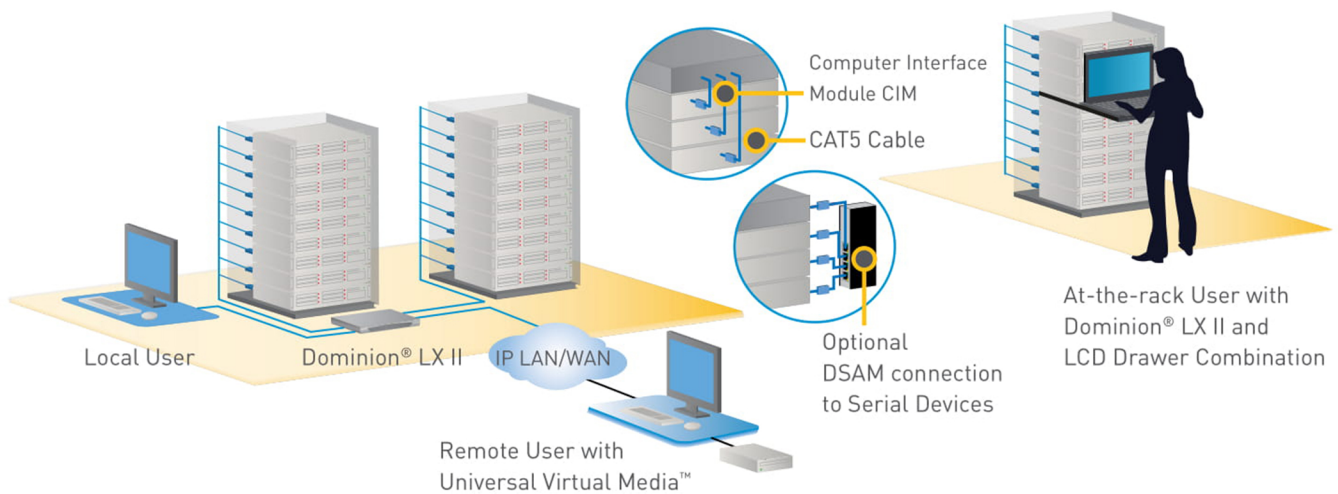 Computer Interface
Module CIM
CAT5 Cable
Local User
Dominion® LX II
IP LAN/WAN
Optional
DSAM connection
to Serial Devices
At-the-rack User with
Dominion® LX II and
LCD Drawer Combination
Remote User with
Universal Virtual Media™